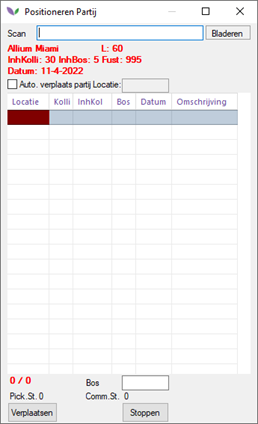 Positioneren Partij
Scan Bladeren
Allium Miami L: 60
InhKolli: 30 InhBos: 5 Fust: 995
Datum: 11-4-2022
Auto. verplaats partij Locatie:
Locatie Kolli InhKol Bos Datum Omschrijving
0 / 0 Bos
Pick.St. 0 Comm.St. 0
Verplaatsen Stoppen